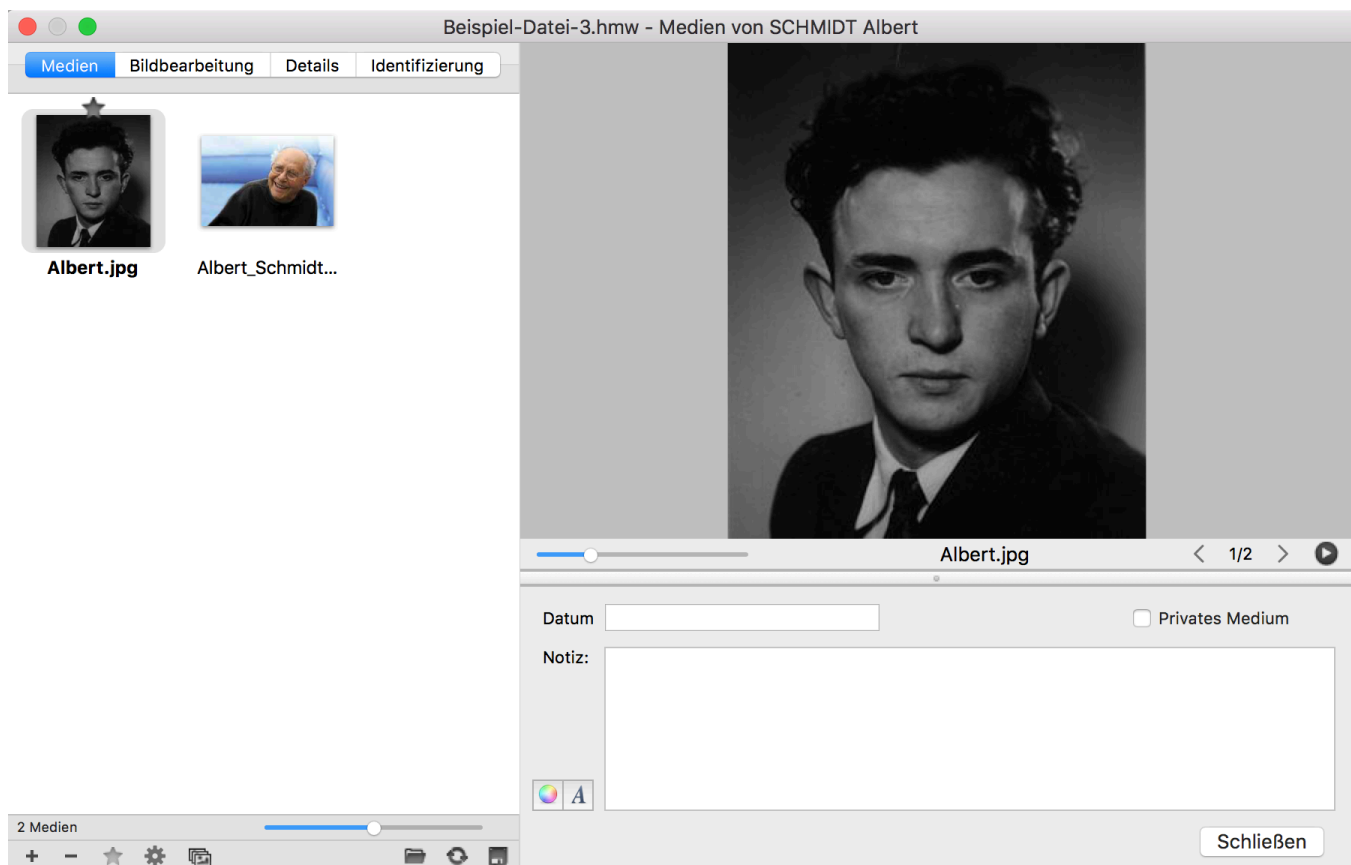 Beispiel-Datei-3.hmw - Medien von SCHMIDT Albert
Medien Bildbearbeitung Details Identifizierung
Albert.jpg Albert_Schmidt...
Albert.jpg 1/2
Datum Privates Medium
Notiz:
A
2 Medien
Schließen